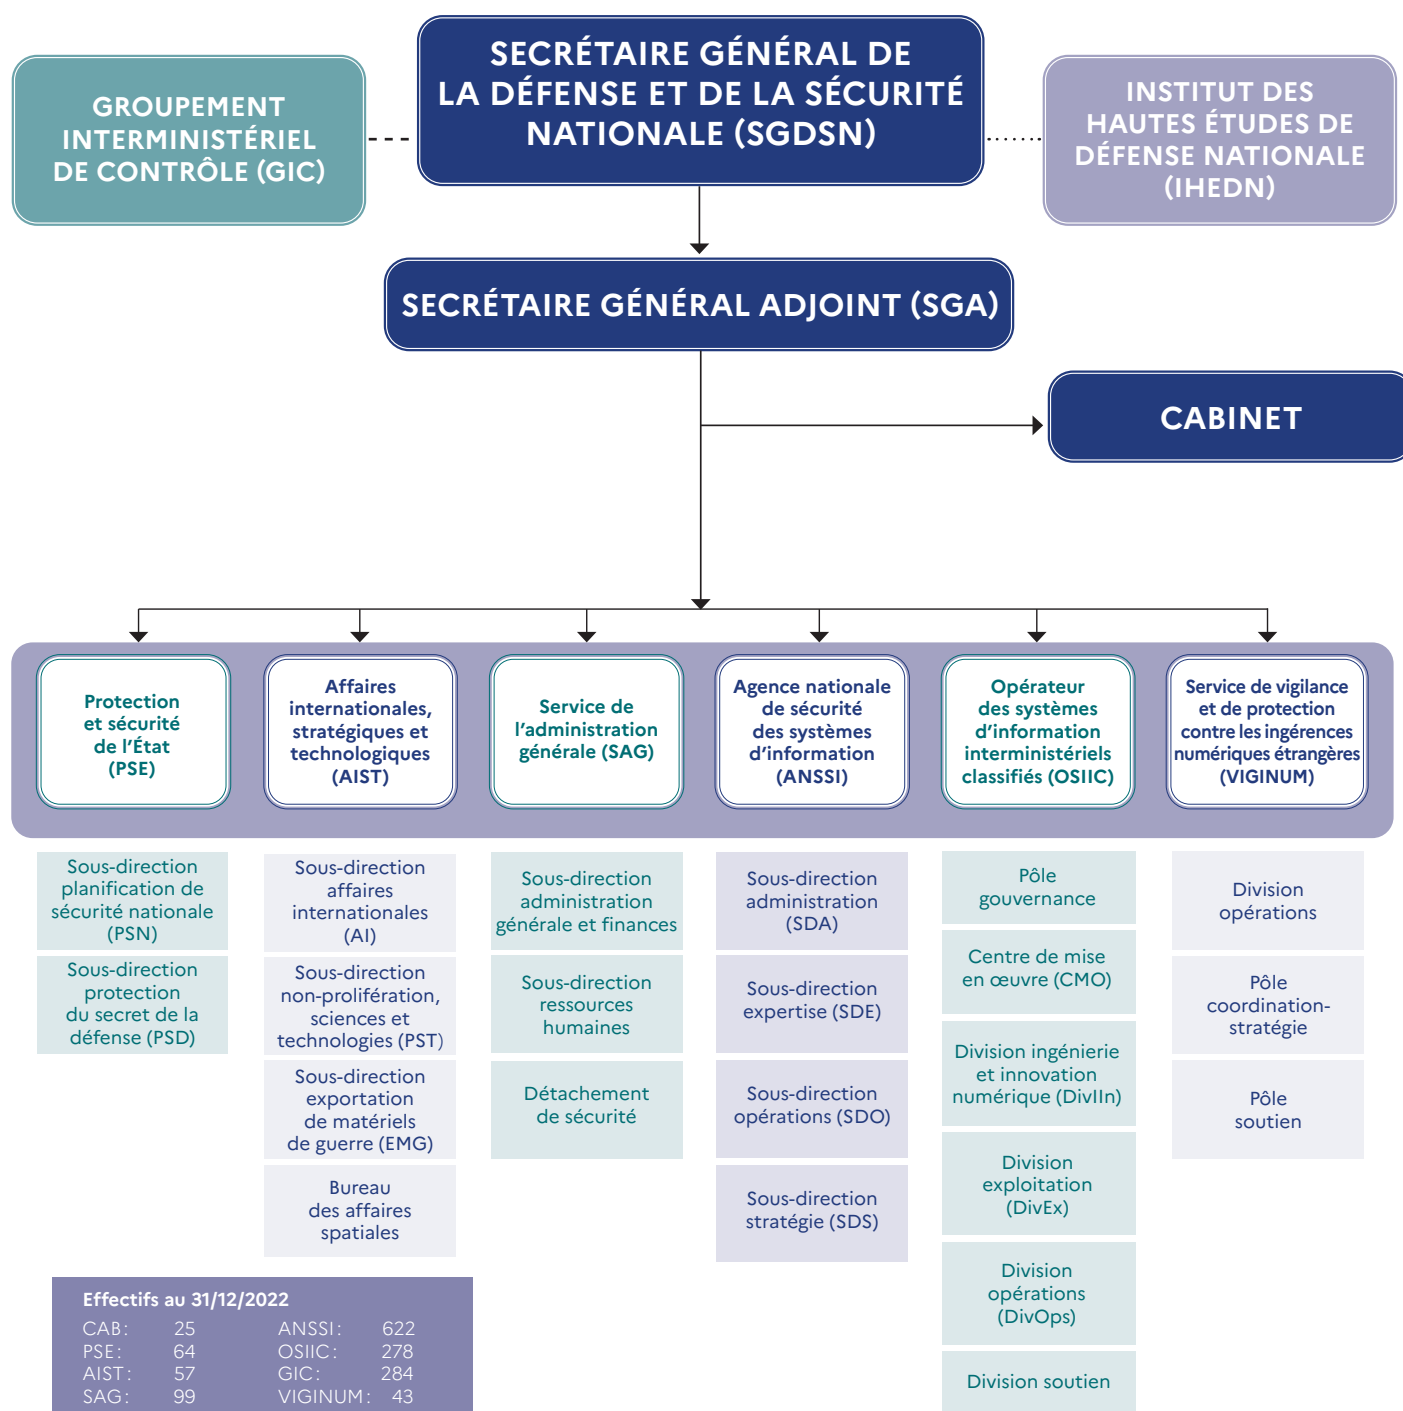 GROUPEMENT
INTERMINISTÉRIEL
DE CONTRÔLE (GIC)
SECRÉTAIRE GÉNÉRAL DE
LA DÉFENSE ET DE LA SÉCURITÉ
NATIONALE (SGDSN)
INSTITUT DES
HAUTES ÉTUDES DE
DÉFENSE NATIONALE
(IHEDN)
SECRÉTAIRE GÉNÉRAL ADJOINT (SGA)
CABINET
Protection
et sécurité
de l’État
(PSE)
Affaires
internationales,
stratégiques et
technologiques
(AIST)
Service de
l’administration
générale (SAG)
Agence nationale
de sécurité
des systèmes
d’information
(ANSSI)
Opérateur
des systèmes
d’information
interministériels
classifiés (OSIIC)
Service de vigilance
et de protection
contre les ingérences
numériques étrangères
(VIGINUM)
Sous-direction
planification de
sécurité nationale
(PSN)
Sous-direction
protection
du secret de la
défense (PSD)
Sous-direction
affaires
internationales
(AI)
Sous-direction
non-prolifération,
sciences et
technologies (PST)
Sous-direction
exportation
de matériels
de guerre (EMG)
Bureau
des affaires
spatiales
Sous-direction
administration
générale et finances
Sous-direction
ressources
humaines
Détachement
de sécurité
Sous-direction
administration
(SDA)
Sous-direction
expertise (SDE)
Sous-direction
opérations (SDO)
Sous-direction
stratégie (SDS)
Pôle
gouvernance
Centre de mise
en œuvre (CMO)
Division ingénierie
et innovation
numérique (DivIIn)
Division
exploitation
(DivEx)
Division
opérations
(DivOps)
Division soutien
Division
opérations
Pôle
coordination-
stratégie
Pôle
soutien
Effectifs au 31/12/2022
CAB : 25 ANSSI : 622
PSE : 64 OSIIC : 278
AIST : 57 GIC : 284
SAG : 99 VIGINUM : 43